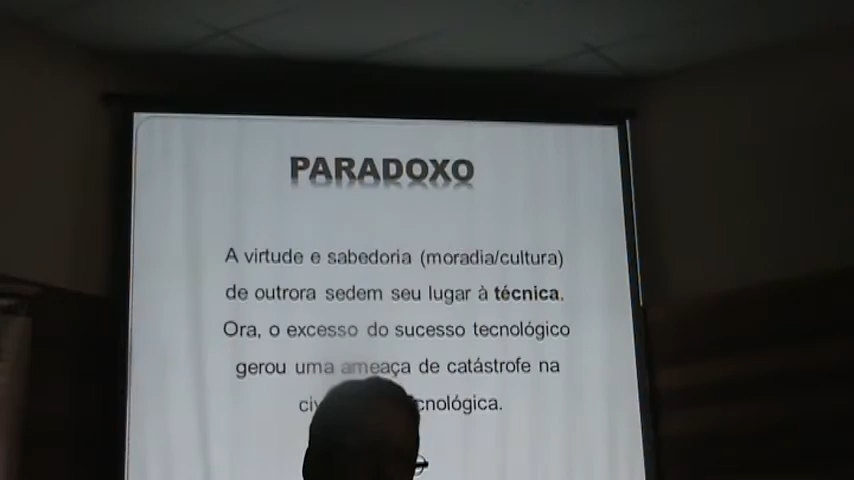 PARADOXO
A virtude e sabedoria (moradia/cultura)
de outrora sedem seu lugar à técnica.
Ora, o excesso do sucesso tecnológico
gerou uma ameaça de catástrofe na